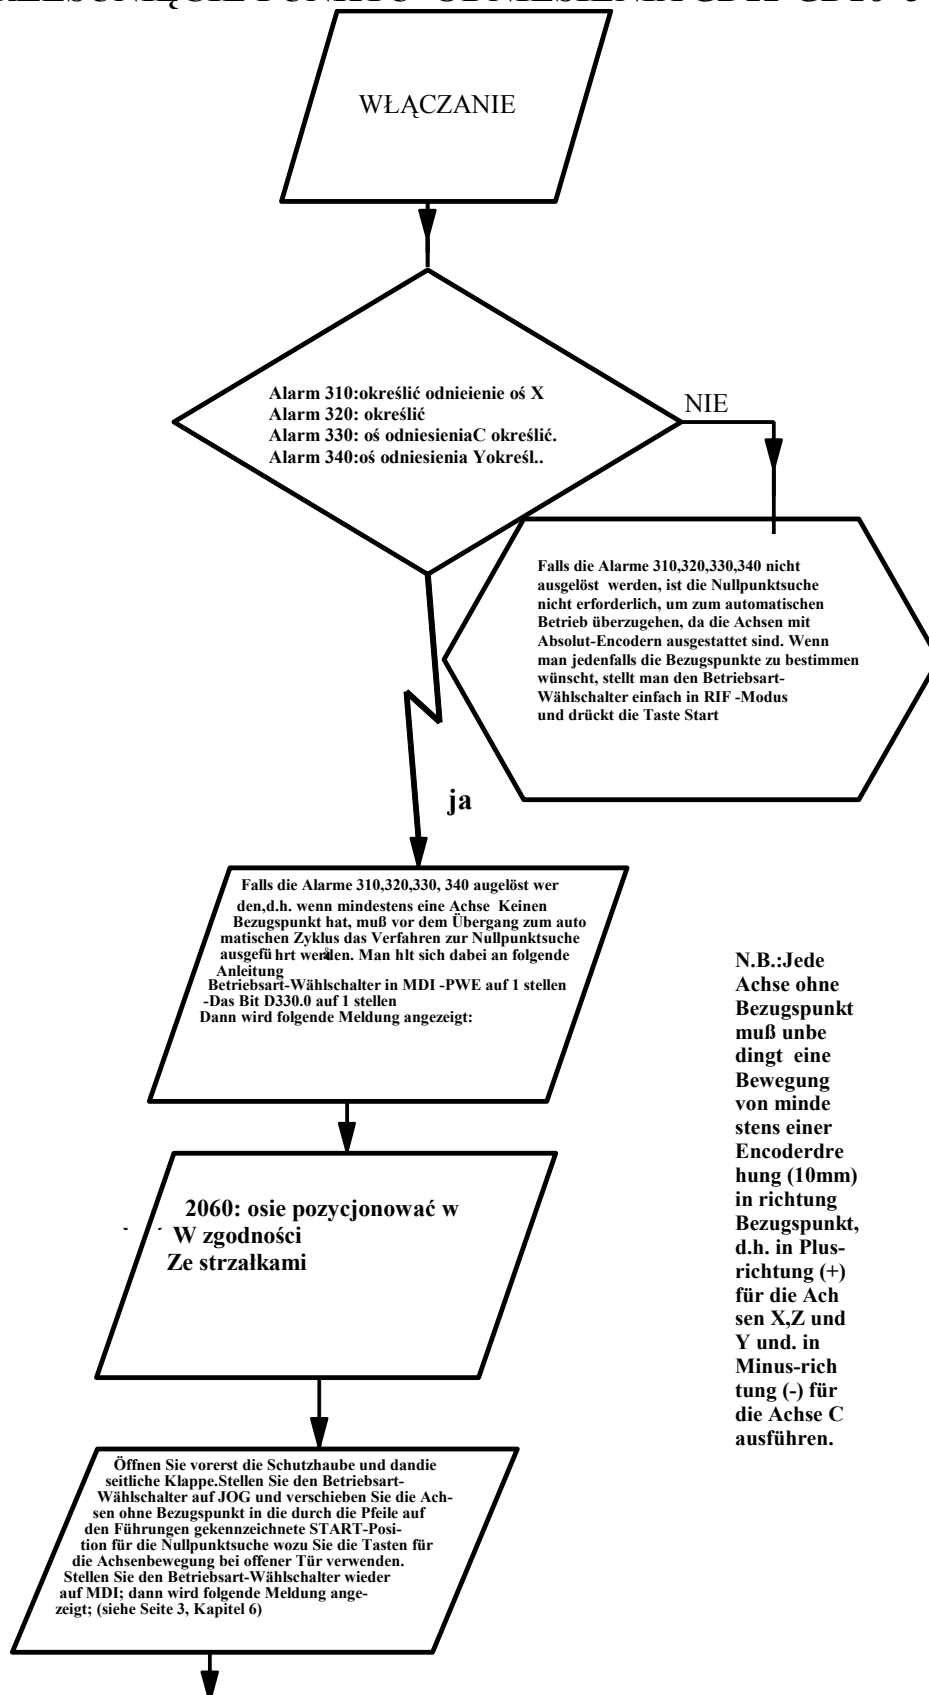 WŁĄCZANIE
Alarm 310:określić odnieienie oś X
Alarm 320: określić
Alarm 330: oś odniesieniaC określić.
Alarm 340:oś odniesienia Yokreśl..
NIE
Falls die Alarme 310,320,330,340 nicht
ausgelöst werden, ist die Nullpunktsuche
nicht erforderlich, um zum automatischen
Betrieb überzugehen, da die Achsen mit
Absolut-Encodern ausgestattet sind. Wenn
man jedenfalls die Bezugspunkte zu bestimmen
wünscht, stellt man den Betriebsart-
Wählschalter einfach in RIF -Modus
und drückt die Taste Start
ja
Falls die Alarme 310,320,330, 340 augelöst wer
den,d.h. wenn mindestens eine Achse Keinen
Bezugspunkt hat, muß vor dem Übergang zum auto
matischen Zyklus das Verfahren zur Nullpunktsuche
ausgefü hrt werden. Man hlt sich dabei an folgende
Anleitung
Betriebsart-Wählschalter in MDI -PWE auf 1 stellen
-Das Bit D330.0 auf 1 stellen
Dann wird folgende Meldung angezeigt:
N.B.:Jede
Achse ohne
Bezugspunkt
muß unbe
dingt eine
Bewegung
von minde
stens einer
Encoderdre
hung (10mm)
in richtung
Bezugspunkt,
d.h. in Plus-
richtung (+)
für die Ach
sen X,Z und
Y und. in
Minus-rich
tung (-) für
die Achse C
ausführen.
2060: osie pozycjonować w
W zgodności
Ze strzałkami
Öffnen Sie vorerst die Schutzhaube und dandie
seitliche Klappe.Stellen Sie den Betriebsart-
Wählschalter auf JOG und verschieben Sie die Ach-
sen ohne Bezugspunkt in die durch die Pfeile auf
den Führungen gekennzeichnete START-Posi-
tion für die Nullpunktsuche wozu Sie die Tasten für
die Achsenbewegung bei offener Tür verwenden.
Stellen Sie den Betriebsart-Wählschalter wieder
auf MDI; dann wird folgende Meldung ange-
zeigt; (siehe Seite 3, Kapitel 6)